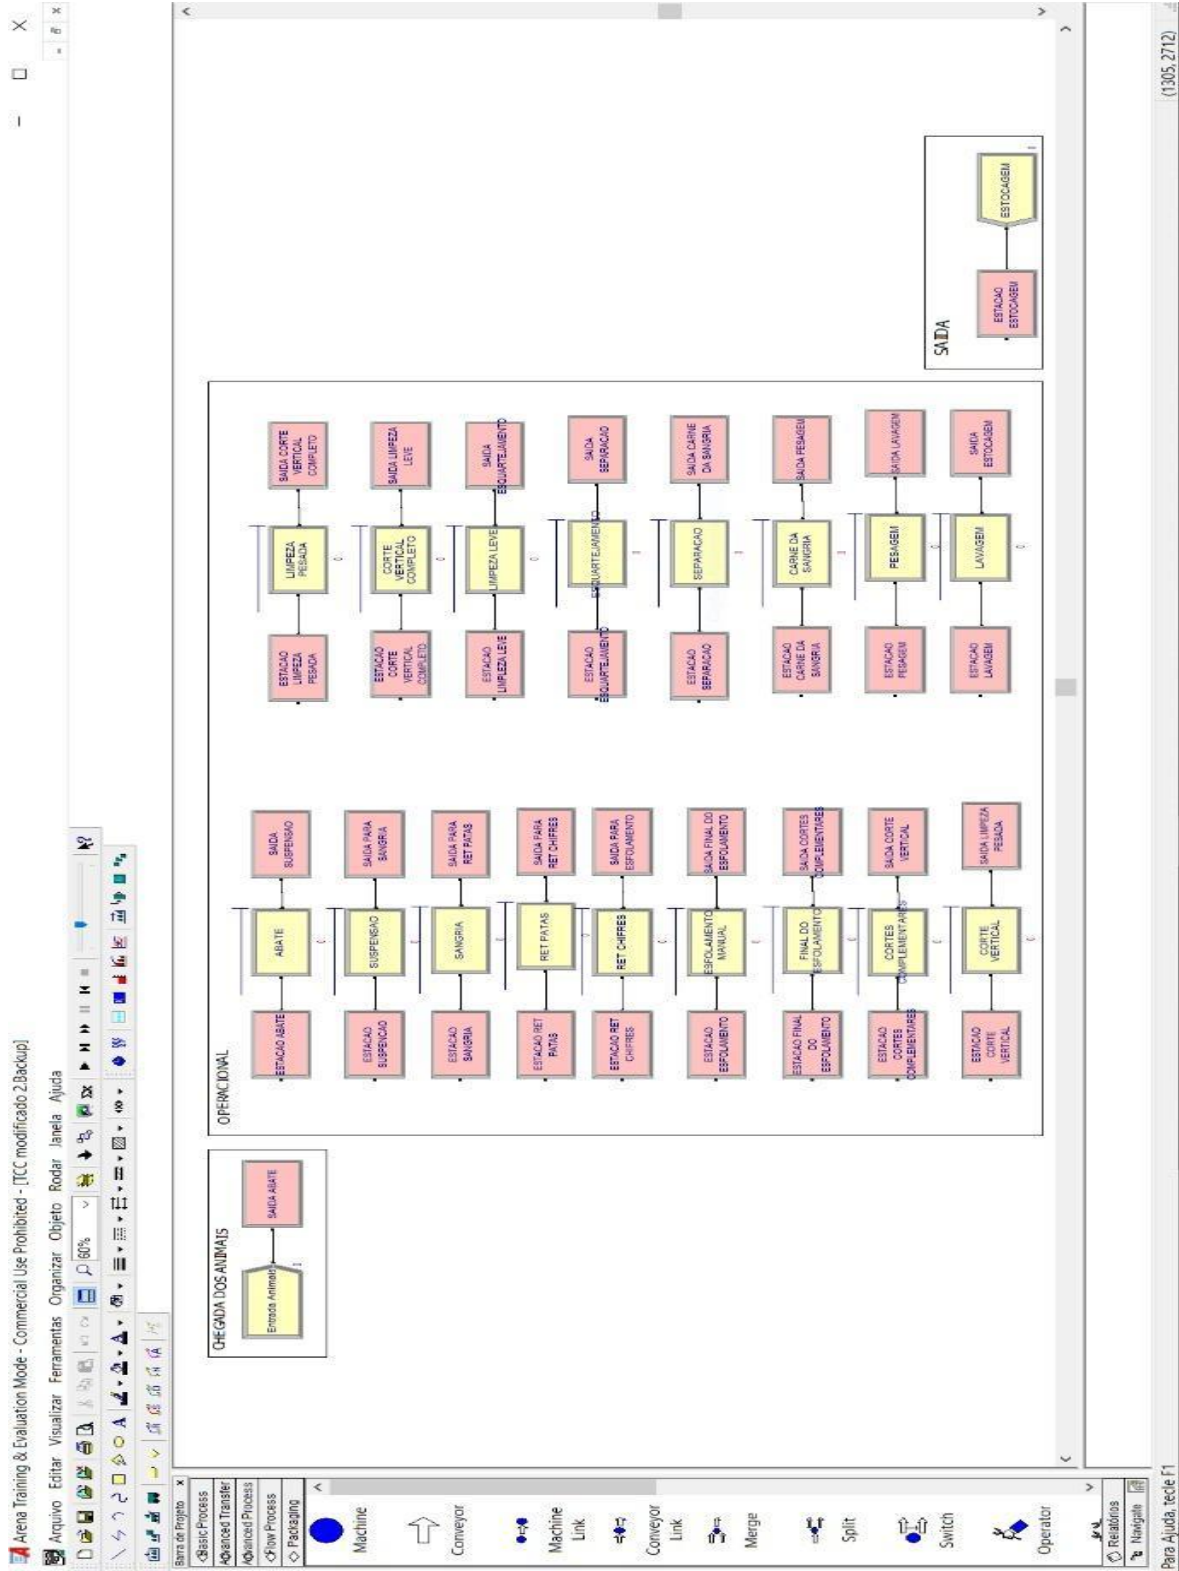 Arena Training & Evaluation Mode - Commercial Use Prohibited - [TCC modificado 2.Backup]
Arquivo Editar Visualizar Ferramentas Organizar Objeto Rodar Janela Ajuda
60%
Barra de Projeto
Basic Process
Advanced Transfer
Advanced Process
Flow Process
Packaging
Machine
Conveyor
Machine
Link
Conveyor
Link
Merge
Split
Switch
Operator
Relatórios
Navigate
CHEGADA DOS ANIMAIS
Entrada Animais
SAIDA ABATE
OPERACIONAL
ESTACAO ABATE
ABATE
SAIDA
SUSPENSAO
ESTACAO
SUSPENCAO
SUSPENSAO
SAIDA PARA
SANGRIA
ESTACAO
SANGRIA
SANGRIA
SAIDA PARA
RET PATAS
ESTACAO RET
PATAS
RET PATAS
SAIDA PARA
RET CHIFRES
ESTACAO RET
CHIFRES
RET CHIFRES
SAIDA PARA
ESFOLAMENTO
ESTACAO
ESFOLAMENTO
ESFOLAMENTO
MANUAL
SAIDA FINAL DO
ESFOLAMENTO
ESTACAO FINAL
DO
ESFOLAMENTO
FINAL DO
ESFOLAMENTO
SAIDA CORTES
COMPLEMENTARES
ESTACAO
CORTES
COMPLEMENTARES
CORTES
COMPLEMENTARES
SAIDA CORTE
VERTICAL
ESTACAO
CORTE
VERTICAL
CORTE
VERTICAL
SAIDA LIMPEZA
PESADA
ESTACAO
LIMPEZA
PESADA
LIMPEZA
PESADA
SAIDA CORTE
VERTICAL
COMPLETO
ESTACAO
CORTE
VERTICAL
COMPLETO
CORTE
VERTICAL
COMPLETO
SAIDA LIMPEZA
LEVE
ESTACAO
LIMPLEZA LEVE
LIMPEZA LEVE
SAIDA
ESQUARTEJAMENTO
ESTACAO
ESQUARTEJAMENTO
ESQUARTEJAMENTO
SAIDA
SEPARACAO
ESTACAO
SEPARACAO
SEPARACAO
SAIDA CARNE
DA SANGRIA
ESTACAO
CARNE DA
SANGRIA
CARNE DA
SANGRIA
SAIDA PESAGEM
ESTACAO
PESAGEM
PESAGEM
SAIDA LAVAGEM
ESTACAO
LAVAGEM
LAVAGEM
SAIDA
ESTOCAGEM
SAIDA
ESTACAO
ESTOCAGEM
ESTOCAGEM
Para Ajuda, tecle F1
(1305, 2712)